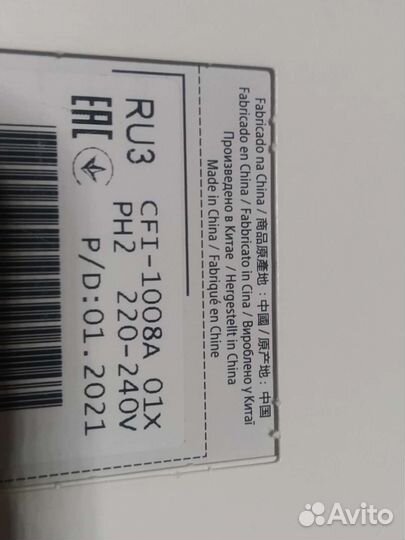 Fabricado na China / 商品原產地 : 中國 / 原产地: 中国
Fabricado en China / Fabbricato in Cina / Вироблено у Китаї
Произведено в Китае / Hergestellt in China
Made in China / Fabriqué en Chine
RU3 CFI-1008A 01X
PH2 220-240V
EAC P/D:01.2021
Avito